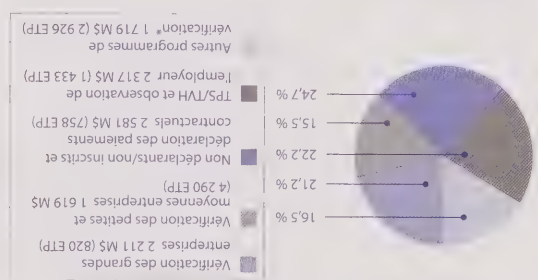 16,5 %
21,2 %
22,2 %
15,5 %
24,7 %
Vérification des grandes
entreprises 2 211 M$ (820 ETP)
Vérification des petites et
moyennes entreprises 1 619 M$
(4 290 ETP)
Non déclarants/non inscrits et
déclaration des paiements
contractuels 2 581 M$ (758 ETP)
TPS/TVH et observation de
l'employeur 2 317 M$ (1 433 ETP)
Autres programmes de
vérification* 1 719 M$ (2 926 ETP)